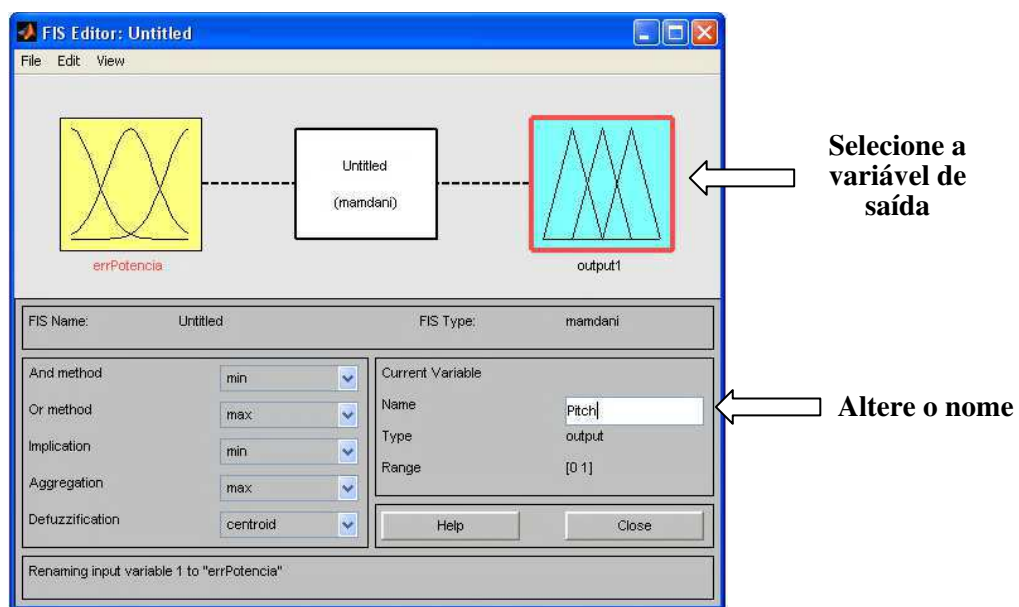 FIS Editor: Untitled
File Edit View
Untitled
(mamdani)
errPotencia
output1
Selecione a
variável de
saída
FIS Name: Untitled FIS Type: mamdani
And method min
Or method max
Implication min
Aggregation max
Defuzzification centroid
Current Variable
Name Pitch
Type output
Range [0 1]
Altere o nome
Help Close
Renaming input variable 1 to "errPotencia"